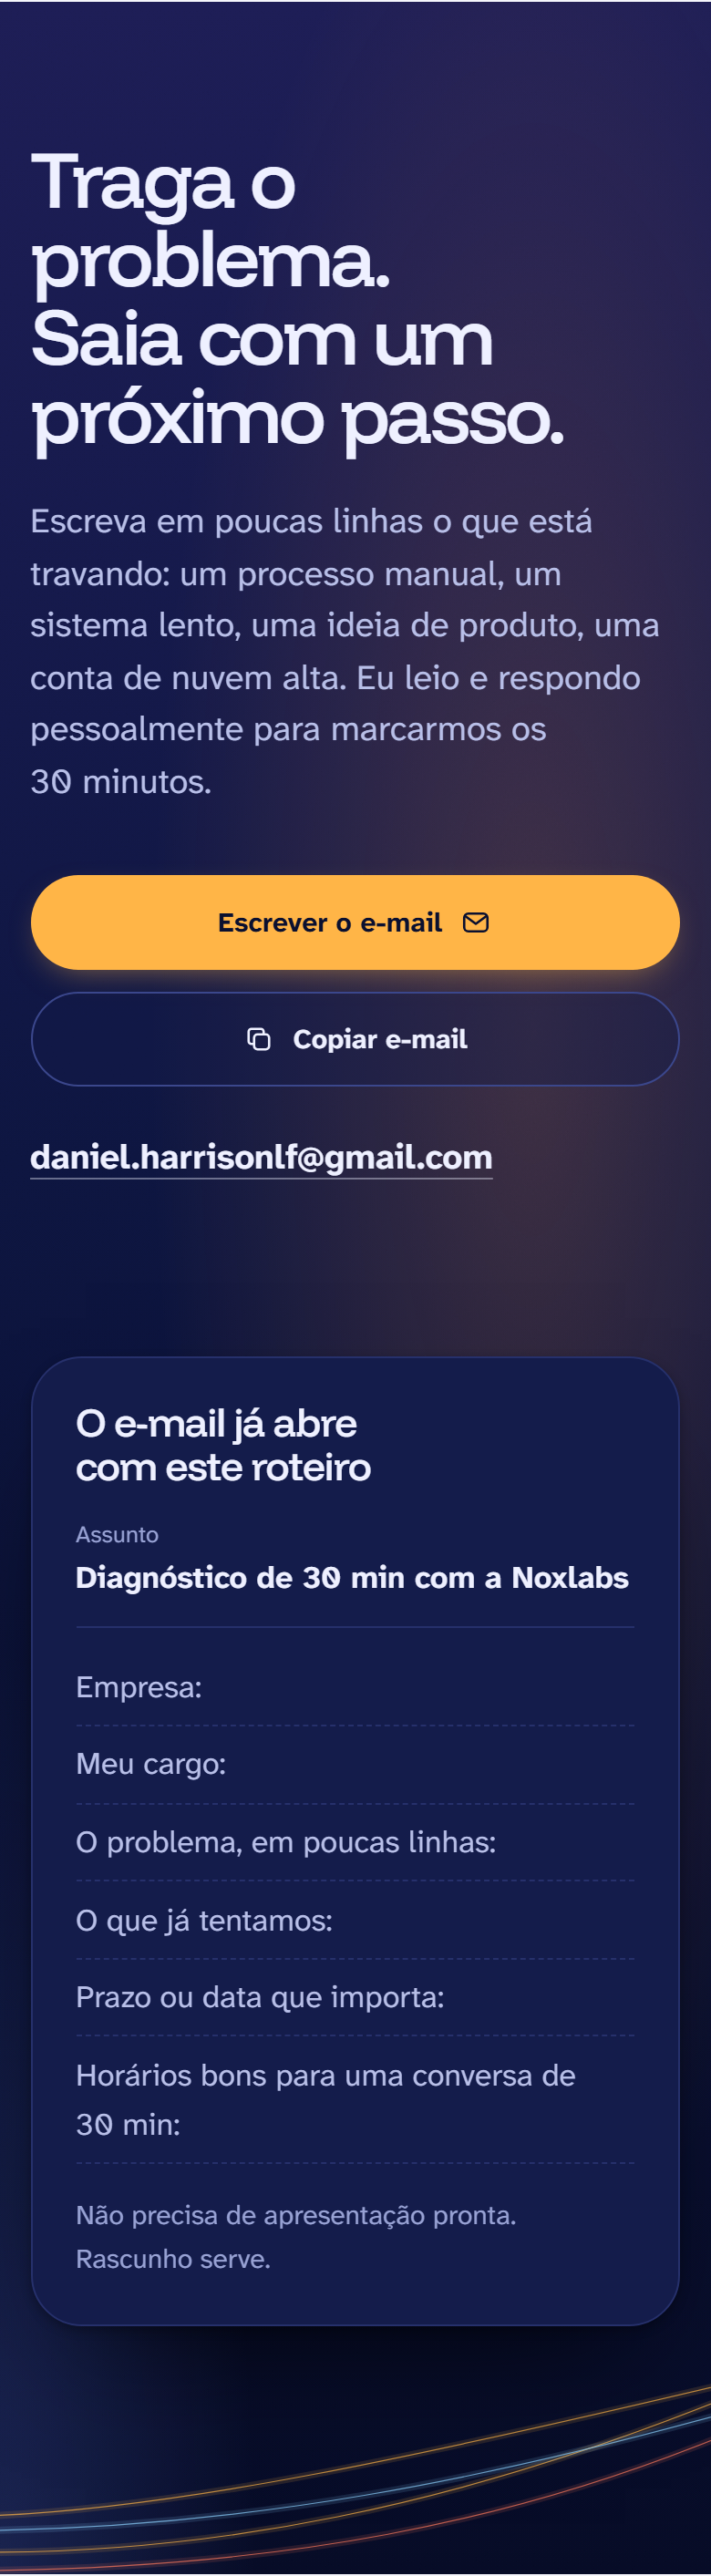 Traga o
problema.
Saia com um
próximo passo.
Escreva em poucas linhas o que está
travando: um processo manual, um
sistema lento, uma ideia de produto, uma
conta de nuvem alta. Eu leio e respondo
pessoalmente para marcarmos os
30 minutos.
Escrever o e-mail
Copiar e-mail
daniel.harrisonlf@gmail.com
O e-mail já abre
com este roteiro
Assunto
Diagnóstico de 30 min com a Noxlabs
Empresa:
Meu cargo:
O problema, em poucas linhas:
O que já tentamos:
Prazo ou data que importa:
Horários bons para uma conversa de
30 min:
Não precisa de apresentação pronta.
Rascunho serve.